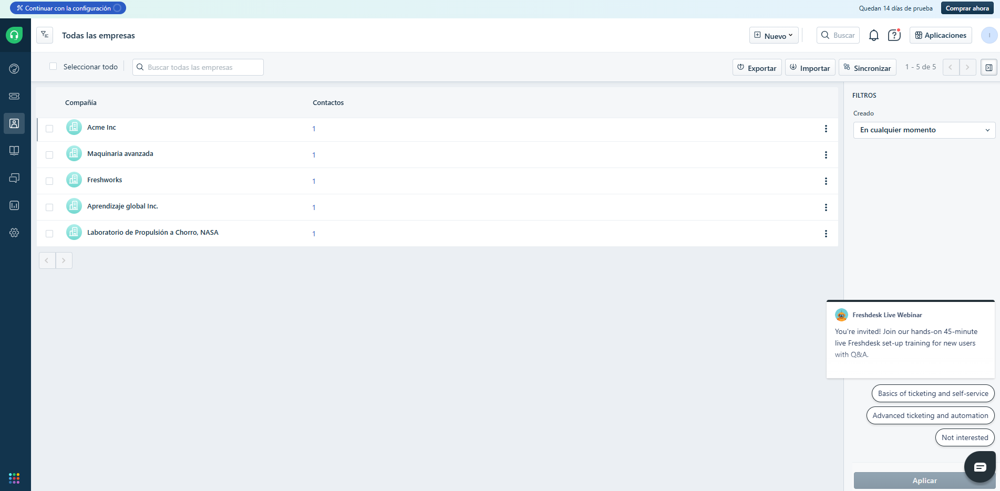 Continuar con la configuración
Quedan 14 días de prueba
Comprar ahora
Todas las empresas
Nuevo
Buscar
Aplicaciones
I
Seleccionar todo
Buscar todas las empresas
Exportar
Importar
Sincronizar
1 - 5 de 5
Compañía
Contactos
Acme Inc
1
Maquinaria avanzada
1
Freshworks
1
Aprendizaje global Inc.
1
Laboratorio de Propulsión a Chorro, NASA
1
FILTROS
Creado
En cualquier momento
Freshdesk Live Webinar
You're invited! Join our hands-on 45-minute
live Freshdesk set-up training for new users
with Q&A.
Basics of ticketing and self-service
Advanced ticketing and automation
Not interested
Aplicar